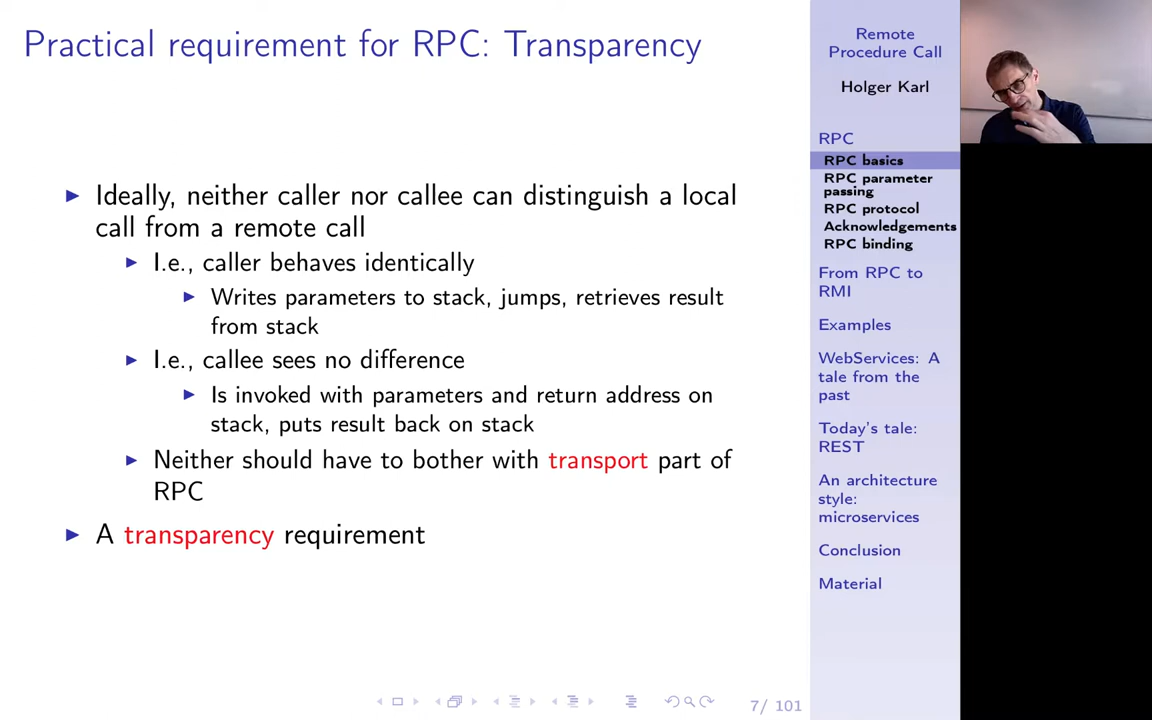 Practical requirement for RPC: Transparency
▶ Ideally, neither caller nor callee can distinguish a local
call from a remote call
▶ I.e., caller behaves identically
▶ Writes parameters to stack, jumps, retrieves result
from stack
▶ I.e., callee sees no difference
▶ Is invoked with parameters and return address on
stack, puts result back on stack
▶ Neither should have to bother with transport part of
RPC
▶ A transparency requirement
Remote
Procedure Call
Holger Karl
RPC
RPC basics
RPC parameter
passing
RPC protocol
Acknowledgements
RPC binding
From RPC to
RMI
Examples
WebServices: A
tale from the
past
Today's tale:
REST
An architecture
style:
microservices
Conclusion
Material
7/ 101